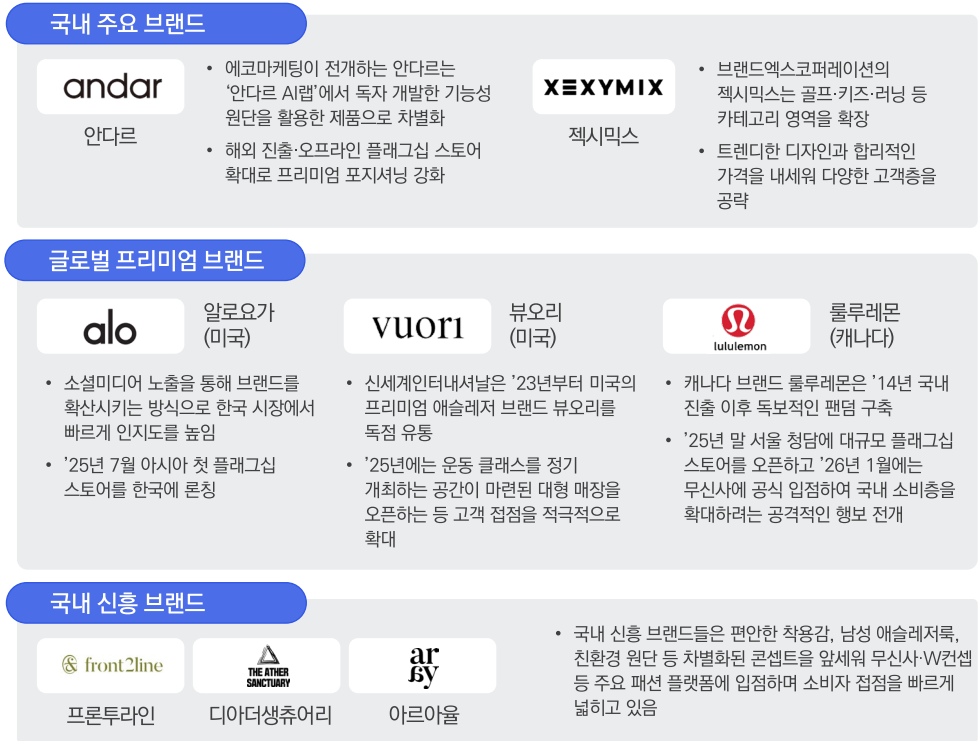 국내 주요 브랜드
andar
안다르
• 에코마케팅이 전개하는 안다르는
‘안다르 AI랩’에서 독자 개발한 기능성
원단을 활용한 제품으로 차별화
• 해외 진출·오프라인 플래그십 스토어
확대로 프리미엄 포지셔닝 강화
XEXYMIX
젝시믹스
• 브랜드엑스코퍼레이션의
젝시믹스는 골프·키즈·러닝 등
카테고리 영역을 확장
• 트렌디한 디자인과 합리적인
가격을 내세워 다양한 고객층을
공략
글로벌 프리미엄 브랜드
alo
알로요가
(미국)
• 소셜미디어 노출을 통해 브랜드를
확산시키는 방식으로 한국 시장에서
빠르게 인지도를 높임
• ’25년 7월 아시아 첫 플래그십
스토어를 한국에 론칭
vuori
뷰오리
(미국)
• 신세계인터내셔날은 ’23년부터 미국의
프리미엄 애슬레저 브랜드 뷰오리를
독점 유통
• ’25년에는 운동 클래스를 정기
개최하는 공간이 마련된 대형 매장을
오픈하는 등 고객 접점을 적극적으로
확대
lululemon
룰루레몬
(캐나다)
• 캐나다 브랜드 룰루레몬은 ’14년 국내
진출 이후 독보적인 팬덤 구축
• ’25년 말 서울 청담에 대규모 플래그십
스토어를 오픈하고 ’26년 1월에는
무신사에 공식 입점하여 국내 소비층을
확대하려는 공격적인 행보 전개
국내 신흥 브랜드
front2line
프론투라인
THE ATHER
SANCTUARY
디아더생츄어리
ar
ay
아르아율
• 국내 신흥 브랜드들은 편안한 착용감, 남성 애슬레저룩,
친환경 원단 등 차별화된 콘셉트를 앞세워 무신사·W컨셉
등 주요 패션 플랫폼에 입점하며 소비자 접점을 빠르게
넓히고 있음